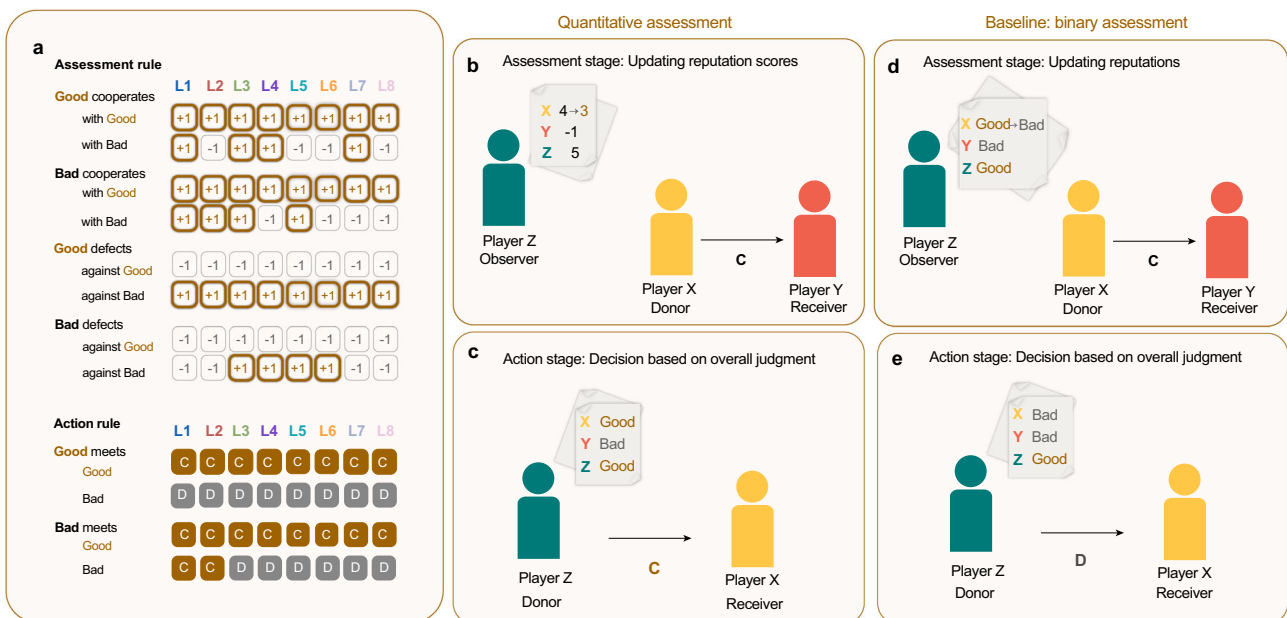 Quantitative assessment
Baseline: binary assessment
a
Assessment rule
L1 L2 L3 L4 L5 L6 L7 L8
Good cooperates
with Good +1 +1 +1 +1 +1 +1 +1 +1
with Bad +1 -1 +1 +1 -1 -1 +1 -1
Bad cooperates
with Good +1 +1 +1 +1 +1 +1 +1 +1
with Bad +1 +1 +1 -1 +1 -1 -1 -1
Good defects
against Good -1 -1 -1 -1 -1 -1 -1 -1
against Bad +1 +1 +1 +1 +1 +1 +1 +1
Bad defects
against Good -1 -1 -1 -1 -1 -1 -1 -1
against Bad -1 -1 +1 +1 +1 +1 -1 -1
Action rule
L1 L2 L3 L4 L5 L6 L7 L8
Good meets
Good C C C C C C C C
Bad D D D D D D D D
Bad meets
Good C C C C C C C C
Bad C C D D D D D D
b
Assessment stage: Updating reputation scores
X 4→3
Y -1
Z 5
Player Z
Observer
C
Player X
Donor
Player Y
Receiver
c
Action stage: Decision based on overall judgment
X Good
Y Bad
Z Good
C
Player Z
Donor
Player X
Receiver
d
Assessment stage: Updating reputations
X Good→Bad
Y Bad
Z Good
Player Z
Observer
C
Player X
Donor
Player Y
Receiver
e
Action stage: Decision based on overall judgment
X Bad
Y Bad
Z Good
D
Player Z
Donor
Player X
Receiver